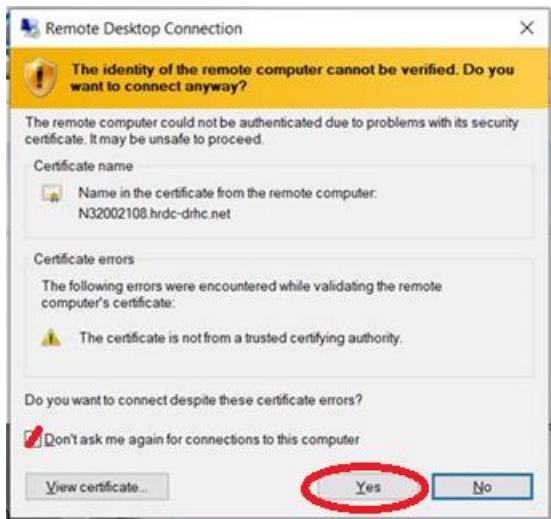 Remote Desktop Connection
The identity of the remote computer cannot be verified. Do you
want to connect anyway?
The remote computer could not be authenticated due to problems with its security
certificate. It may be unsafe to proceed.
Certificate name
Name in the certificate from the remote computer:
N32002108.hrdc-drhc.net
Certificate errors
The following errors were encountered while validating the remote
computer's certificate:
The certificate is not from a trusted certifying authority.
Do you want to connect despite these certificate errors?
Don't ask me again for connections to this computer
View certificate...
Yes
No